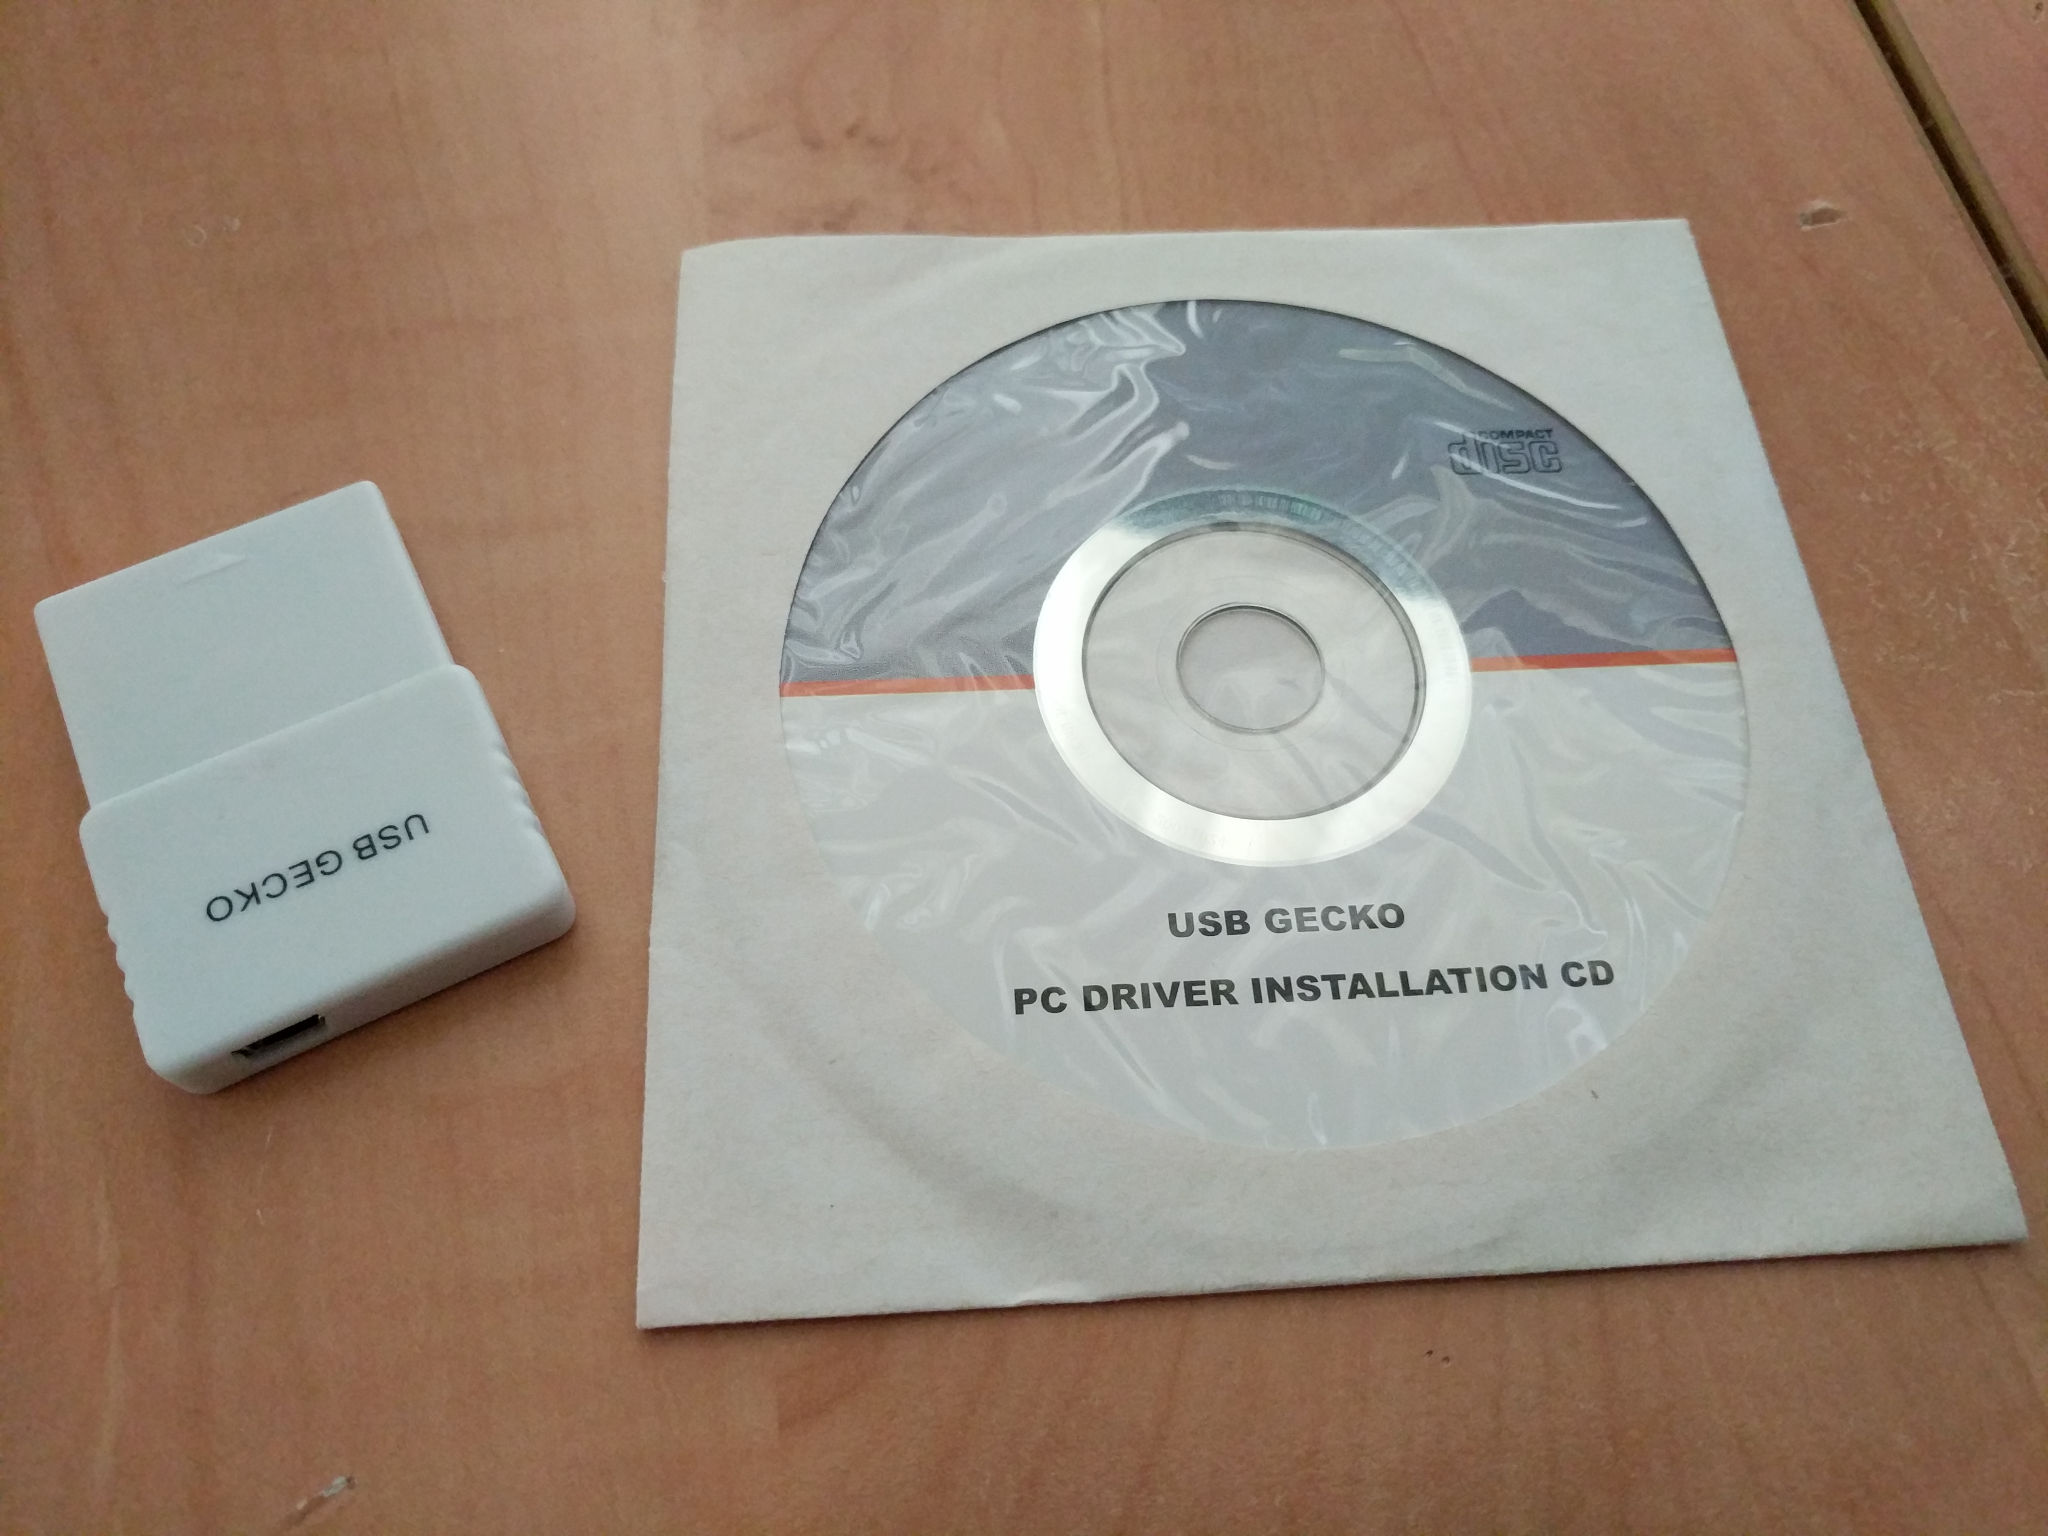 COMPACT
disc
USB GECKO
USB GECKO
PC DRIVER INSTALLATION CD